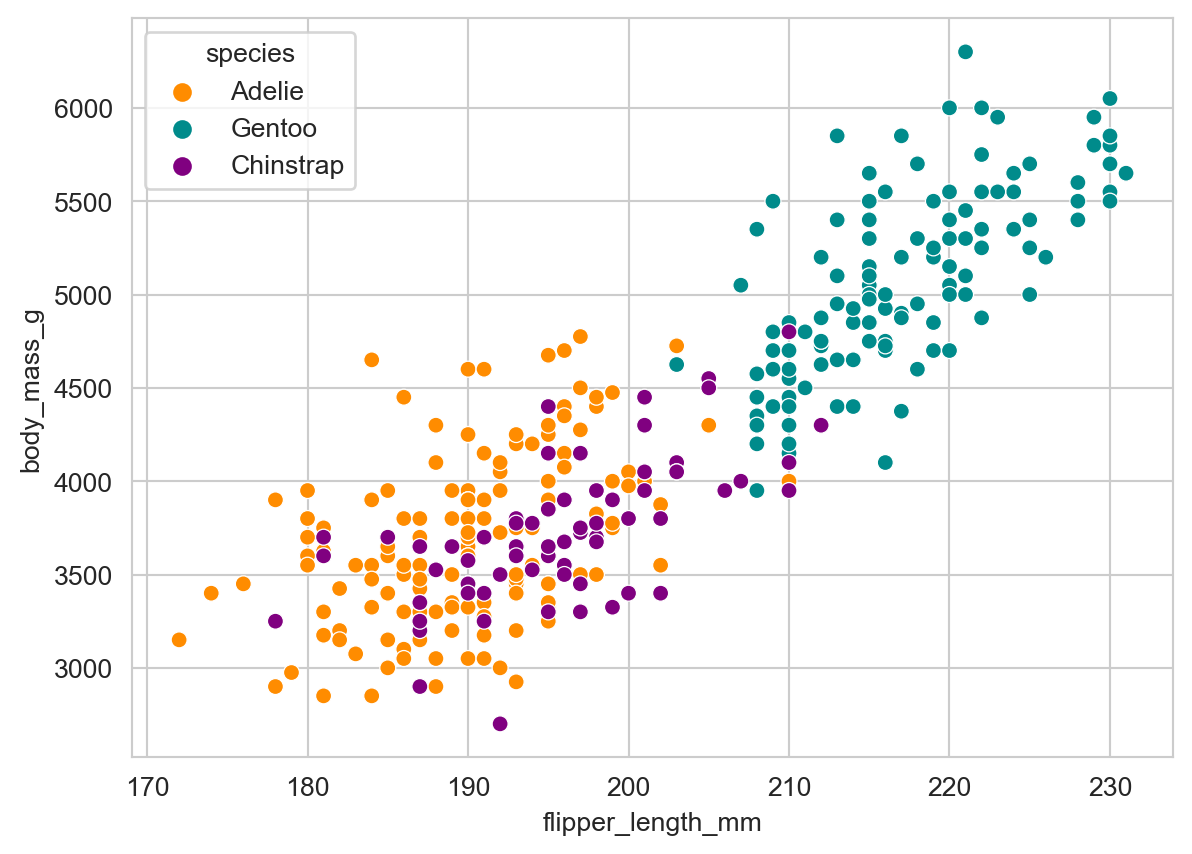 species
Adelie
Gentoo
Chinstrap
6000
5500
5000
4500
4000
3500
3000
body_mass_g
170 180 190 200 210 220 230
flipper_length_mm